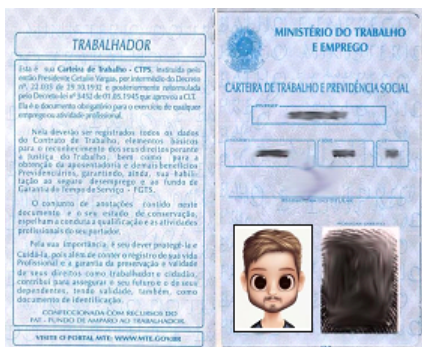 TRABALHADOR
Esta é sua Carteira de Trabalho - CTPS, instituída pelo
então Presidente Getúlio Vargas, por intermédio do Decreto
nº. 22.035 de 29.10.1932 e posteriormente reformulada
pelo Decreto-lei nº 5452 de 01.05.1943 que aprovou a CLT.
Ela é o documento obrigatório para o exercício de qualquer
emprego ou atividade profissional.
Nela deverão ser registrados todos os dados
do Contrato de Trabalho, elementos básicos
para o reconhecimento dos seus direitos perante
a Justiça do Trabalho, bem como para a
obtenção da aposentadoria e demais benefícios
Previdenciários, garantindo, ainda, sua habili-
tação ao seguro desemprego e ao Fundo de
Garantia do Tempo de Serviço - FGTS.
O conjunto de anotações contido neste
documento e o seu estado de conservação,
espelham a conduta a qualificação e as atividades
profissionais do seu portador.
Pela sua importância, é seu dever protegê-la e
Cuidá-la, pois além de conter o registro de sua vida
Profissional e a garantia da preservação e validade
de seus direitos como trabalhador e cidadão,
contribui para assegurar o seu futuro e o de seus
dependentes, tendo validade, também, como
documento de identificação.
CONFECCIONADA COM RECURSOS DO
FAT - FUNDO DE AMPARO AO TRABALHADOR.
VISITE O PORTAL MTE: WWW.MTE.GOV.BR
MINISTÉRIO DO TRABALHO
E EMPREGO
CARTEIRA DE TRABALHO E PREVIDÊNCIA SOCIAL